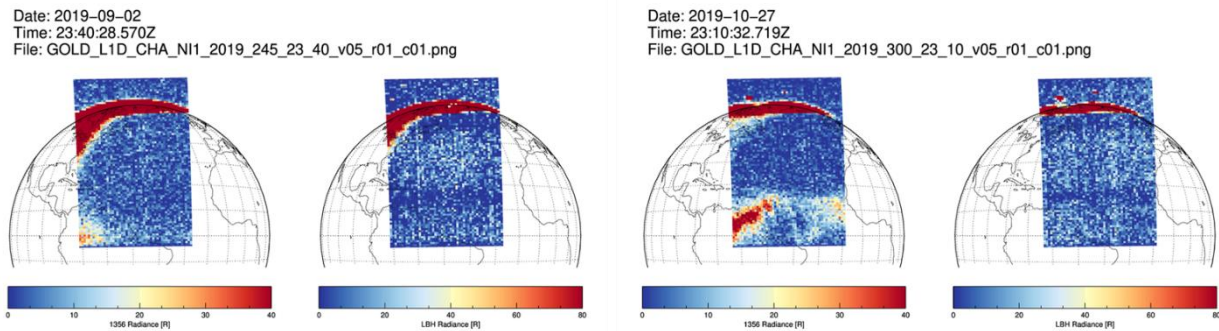 Date: 2019-09-02
Time: 23:40:28.570Z
File: GOLD_L1D_CHA_NI1_2019_245_23_40_v05_r01_c01.png
0 10 20 30 40
1356 Radiance [R]
0 20 40 60 80
LBH Radiance [R]
Date: 2019-10-27
Time: 23:10:32.719Z
File: GOLD_L1D_CHA_NI1_2019_300_23_10_v05_r01_c01.png
0 10 20 30 40
1356 Radiance [R]
0 20 40 60 80
LBH Radiance [R]